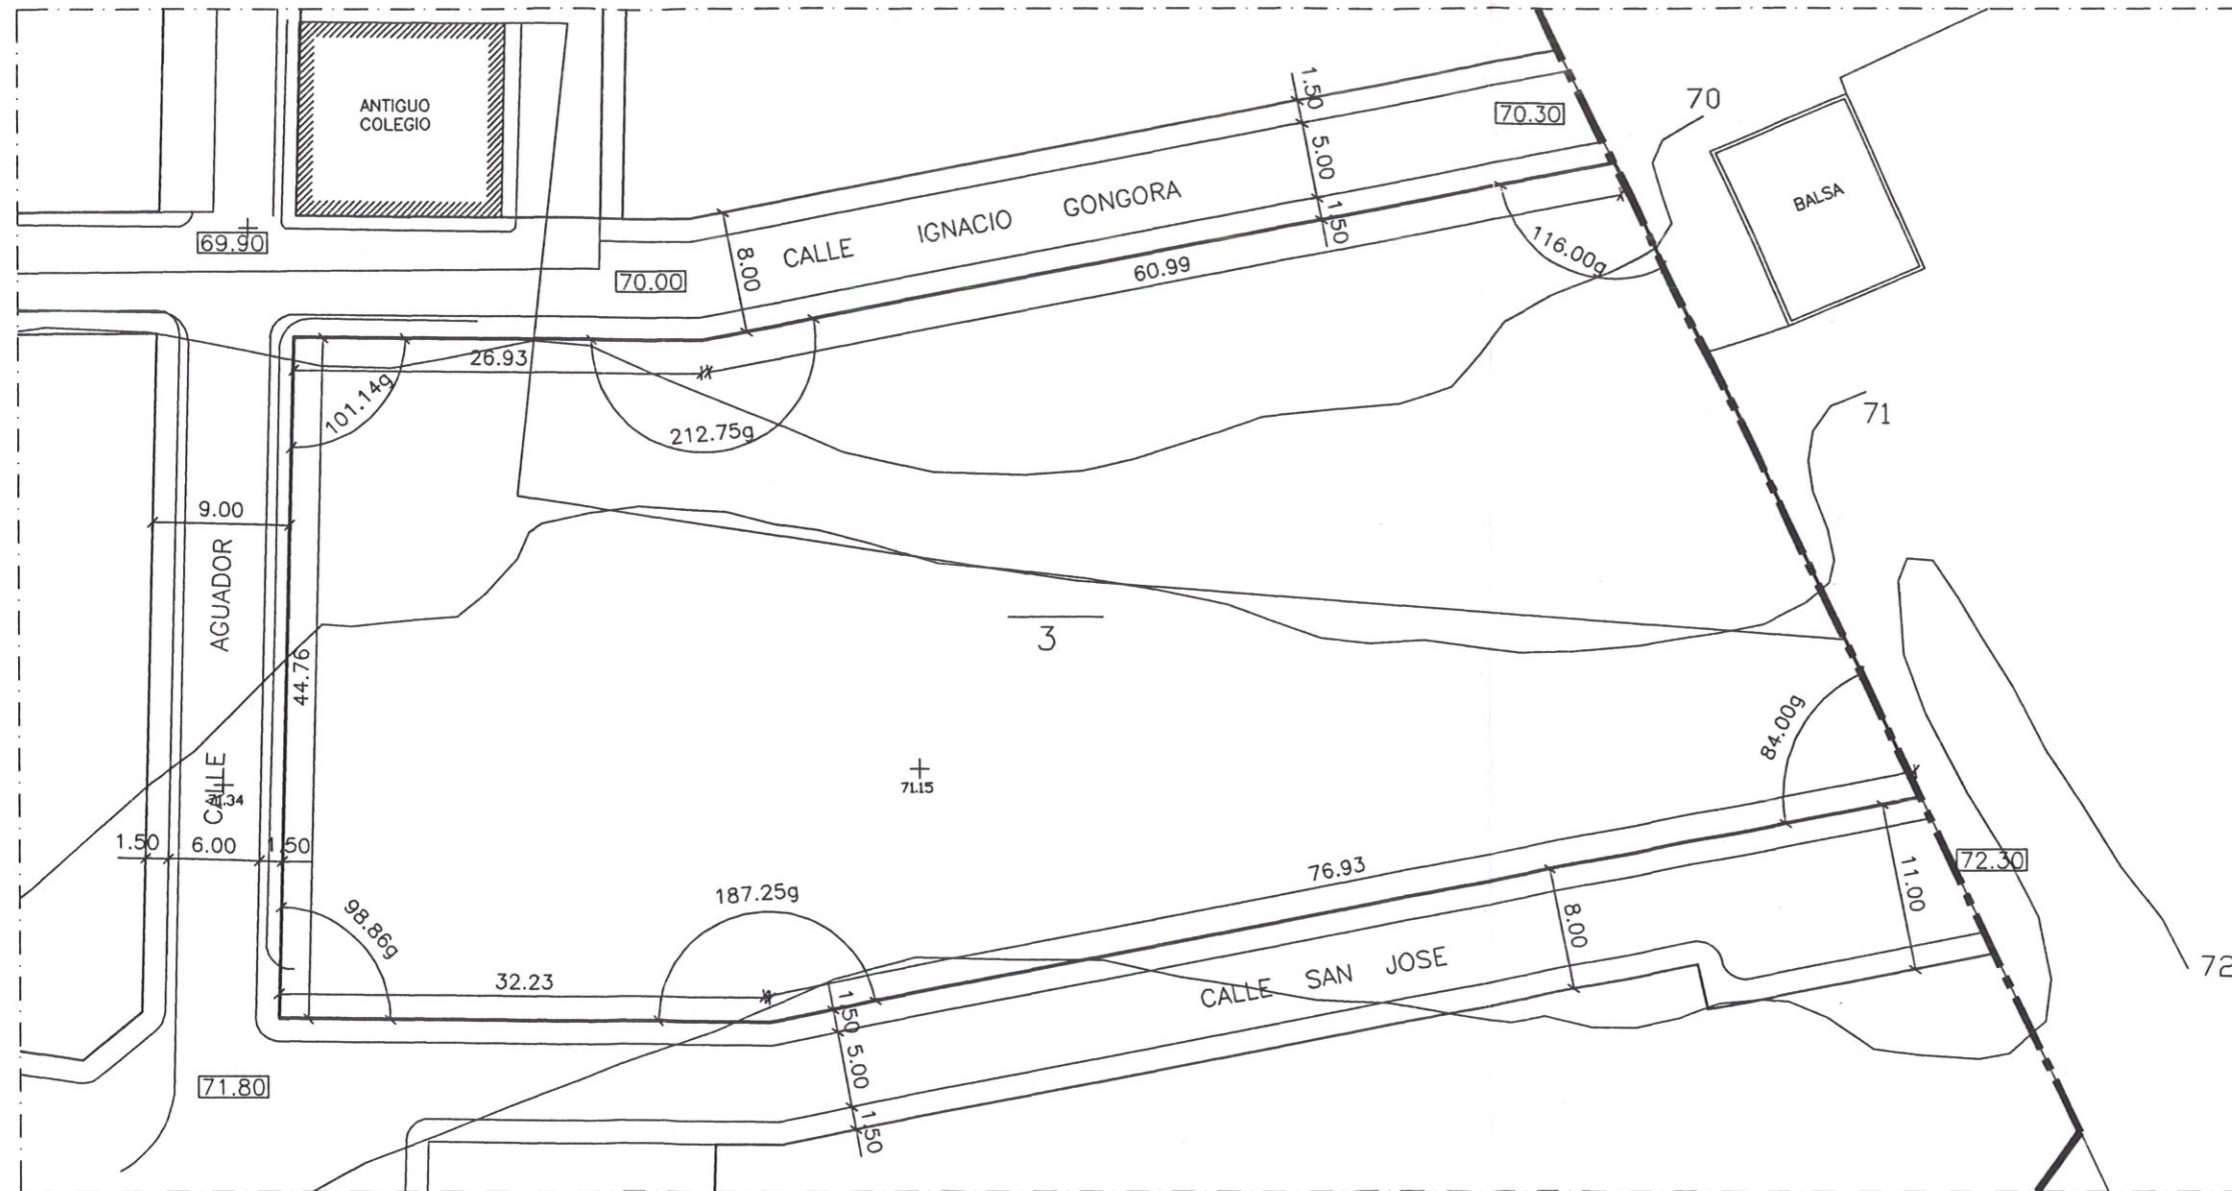 ANTIGUO
COLEGIO
1.50
70.30
70
5.00
BALSA
CALLE IGNACIO GONGORA
1.50
69.90
8.00
70.00
60.99
116.00g
26.93
101.14g
212.75g
71
9.00
CALLE AGUADOR
44.76
3
84.00g
71.15
71.34
1.50
6.00
1.50
76.93
72.30
187.25g
98.86g
11.00
8.00
32.23
CALLE SAN JOSE
72
1.50
5.00
71.80
1.50